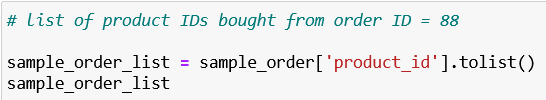 # list of product IDs bought from order ID = 88
sample_order_list = sample_order['product_id'].tolist()
sample_order_list